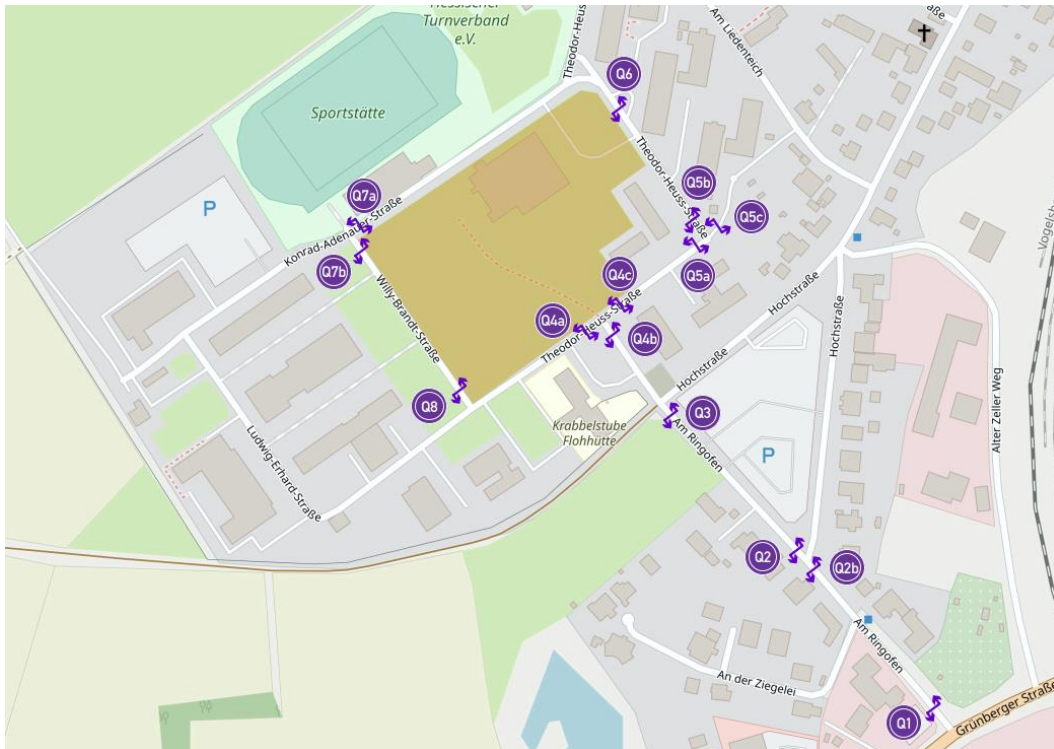 Hessischer
Turnverband
e.V.
Theodor-Heuss
Am Liedenteich
Q6
Sportstätte
Theodor-Heuss-Straße
Q5b
Q7a
P
Q5c
Konrad-Adenauer-Straße
Q7b
Q5a
Q4c
Willy-Brandt-Straße
Q4a
Theodor-Heuss-Straße
Q4b
Hochstraße
Hochstraße
Vogelsb
Hochstraße
Alter Zeller Weg
Q8
Q3
Krabbelstube
Flohhütte
Am Ringofen
P
Ludwig-Erhard-Straße
Q2
Q2b
Am Ringofen
An der Ziegelei
Q1
Grünberger Straße